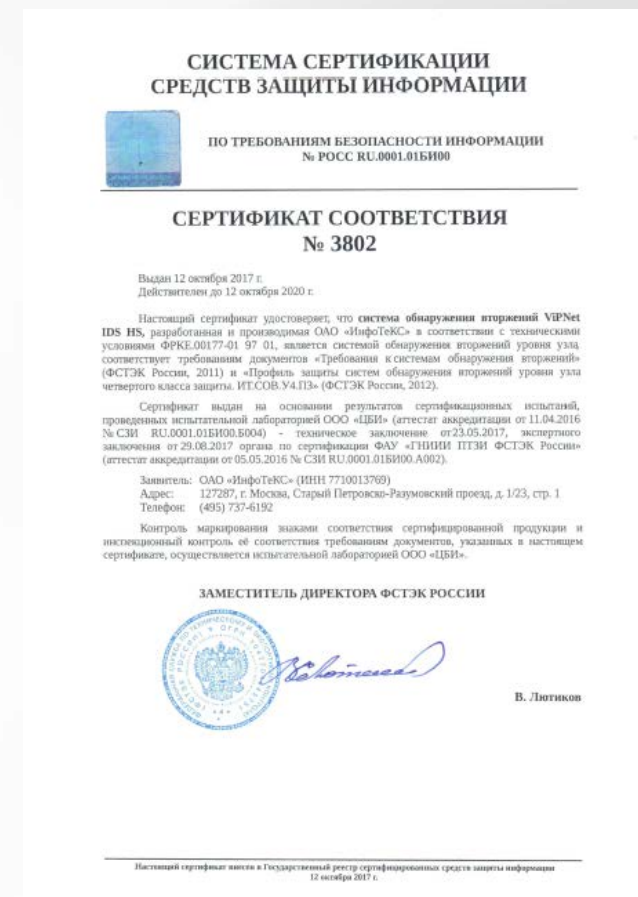 СИСТЕМА СЕРТИФИКАЦИИ
СРЕДСТВ ЗАЩИТЫ ИНФОРМАЦИИ
ПО ТРЕБОВАНИЯМ БЕЗОПАСНОСТИ ИНФОРМАЦИИ
№ РОСС RU.0001.01БИ00
СЕРТИФИКАТ СООТВЕТСТВИЯ
№ 3802
Выдан 12 октября 2017 г.
Действителен до 12 октября 2020 г.
Настоящий сертификат удостоверяет, что система обнаружения вторжений ViPNet
IDS HS, разработанная и производимая ОАО «ИнфоТеКС» в соответствии с техническими
условиями ФРКЕ.00177-01 97 01, является системой обнаружения вторжений уровня узла,
соответствует требованиям документов «Требования к системам обнаружения вторжений»
(ФСТЭК России, 2011) и «Профиль защиты систем обнаружения вторжений уровня узла
четвертого класса защиты. ИТ.СОВ.У4.ПЗ» (ФСТЭК России, 2012).
Сертификат выдан на основании результатов сертификационных испытаний,
проведенных испытательной лабораторией ООО «ЦБИ» (аттестат аккредитации от 11.04.2016
№ СЗИ RU.0001.01БИ00.Б004) - техническое заключение от 23.05.2017, экспертного
заключения от 29.08.2017 органа по сертификации ФАУ «ГНИИИ ПТЗИ ФСТЭК России»
(аттестат аккредитации от 05.05.2016 № СЗИ RU.0001.01БИ00.А002).
Заявитель: ОАО «ИнфоТеКС» (ИНН 7710013769)
Адрес: 127287, г. Москва, Старый Петровско-Разумовский проезд, д. 1/23, стр. 1
Телефон: (495) 737-6192
Контроль маркирования знаками соответствия сертифицированной продукции и
инспекционный контроль её соответствия требованиям документов, указанных в настоящем
сертификате, осуществляется испытательной лабораторией ООО «ЦБИ».
ЗАМЕСТИТЕЛЬ ДИРЕКТОРА ФСТЭК РОССИИ
В. Лютиков
Настоящий сертификат внесен в Государственный реестр сертифицированных средств защиты информации
12 октября 2017 г.